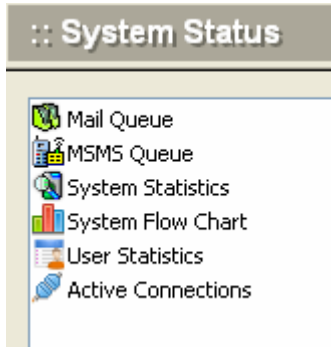 :: System Status
Mail Queue
MSMS Queue
System Statistics
System Flow Chart
User Statistics
Active Connections